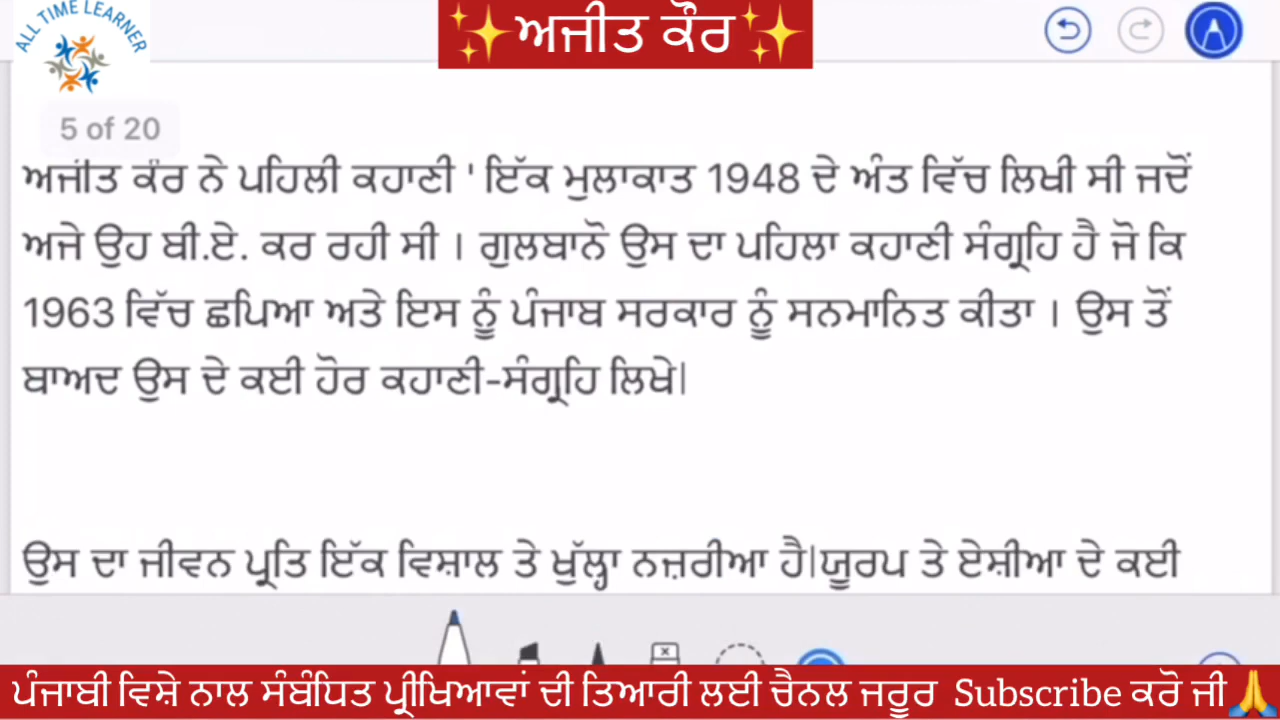 ALL TIME LEARNER
✨ਅਜੀਤ ਕੌਰ✨
5 of 20
ਅਜੀਤ ਕੌਰ ਨੇ ਪਹਿਲੀ ਕਹਾਣੀ ' ਇੱਕ ਮੁਲਾਕਾਤ 1948 ਦੇ ਅੰਤ ਵਿੱਚ ਲਿਖੀ ਸੀ ਜਦੋਂ
ਅਜੇ ਉਹ ਬੀ.ਏ. ਕਰ ਰਹੀ ਸੀ । ਗੁਲਬਾਨੋ ਉਸ ਦਾ ਪਹਿਲਾ ਕਹਾਣੀ ਸੰਗ੍ਰਹਿ ਹੈ ਜੋ ਕਿ
1963 ਵਿੱਚ ਛਪਿਆ ਅਤੇ ਇਸ ਨੂੰ ਪੰਜਾਬ ਸਰਕਾਰ ਨੂੰ ਸਨਮਾਨਿਤ ਕੀਤਾ । ਉਸ ਤੋਂ
ਬਾਅਦ ਉਸ ਦੇ ਕਈ ਹੋਰ ਕਹਾਣੀ-ਸੰਗ੍ਰਹਿ ਲਿਖੇ|
ਉਸ ਦਾ ਜੀਵਨ ਪ੍ਰਤਿ ਇੱਕ ਵਿਸ਼ਾਲ ਤੇ ਖੁੱਲ੍ਹਾ ਨਜ਼ਰੀਆ ਹੈ|ਯੂਰਪ ਤੇ ਏਸ਼ੀਆ ਦੇ ਕਈ
ਪੰਜਾਬੀ ਵਿਸ਼ੇ ਨਾਲ ਸੰਬੰਧਿਤ ਪ੍ਰੀਖਿਆਵਾਂ ਦੀ ਤਿਆਰੀ ਲਈ ਚੈਨਲ ਜਰੂਰ Subscribe ਕਰੋ ਜੀ🙏